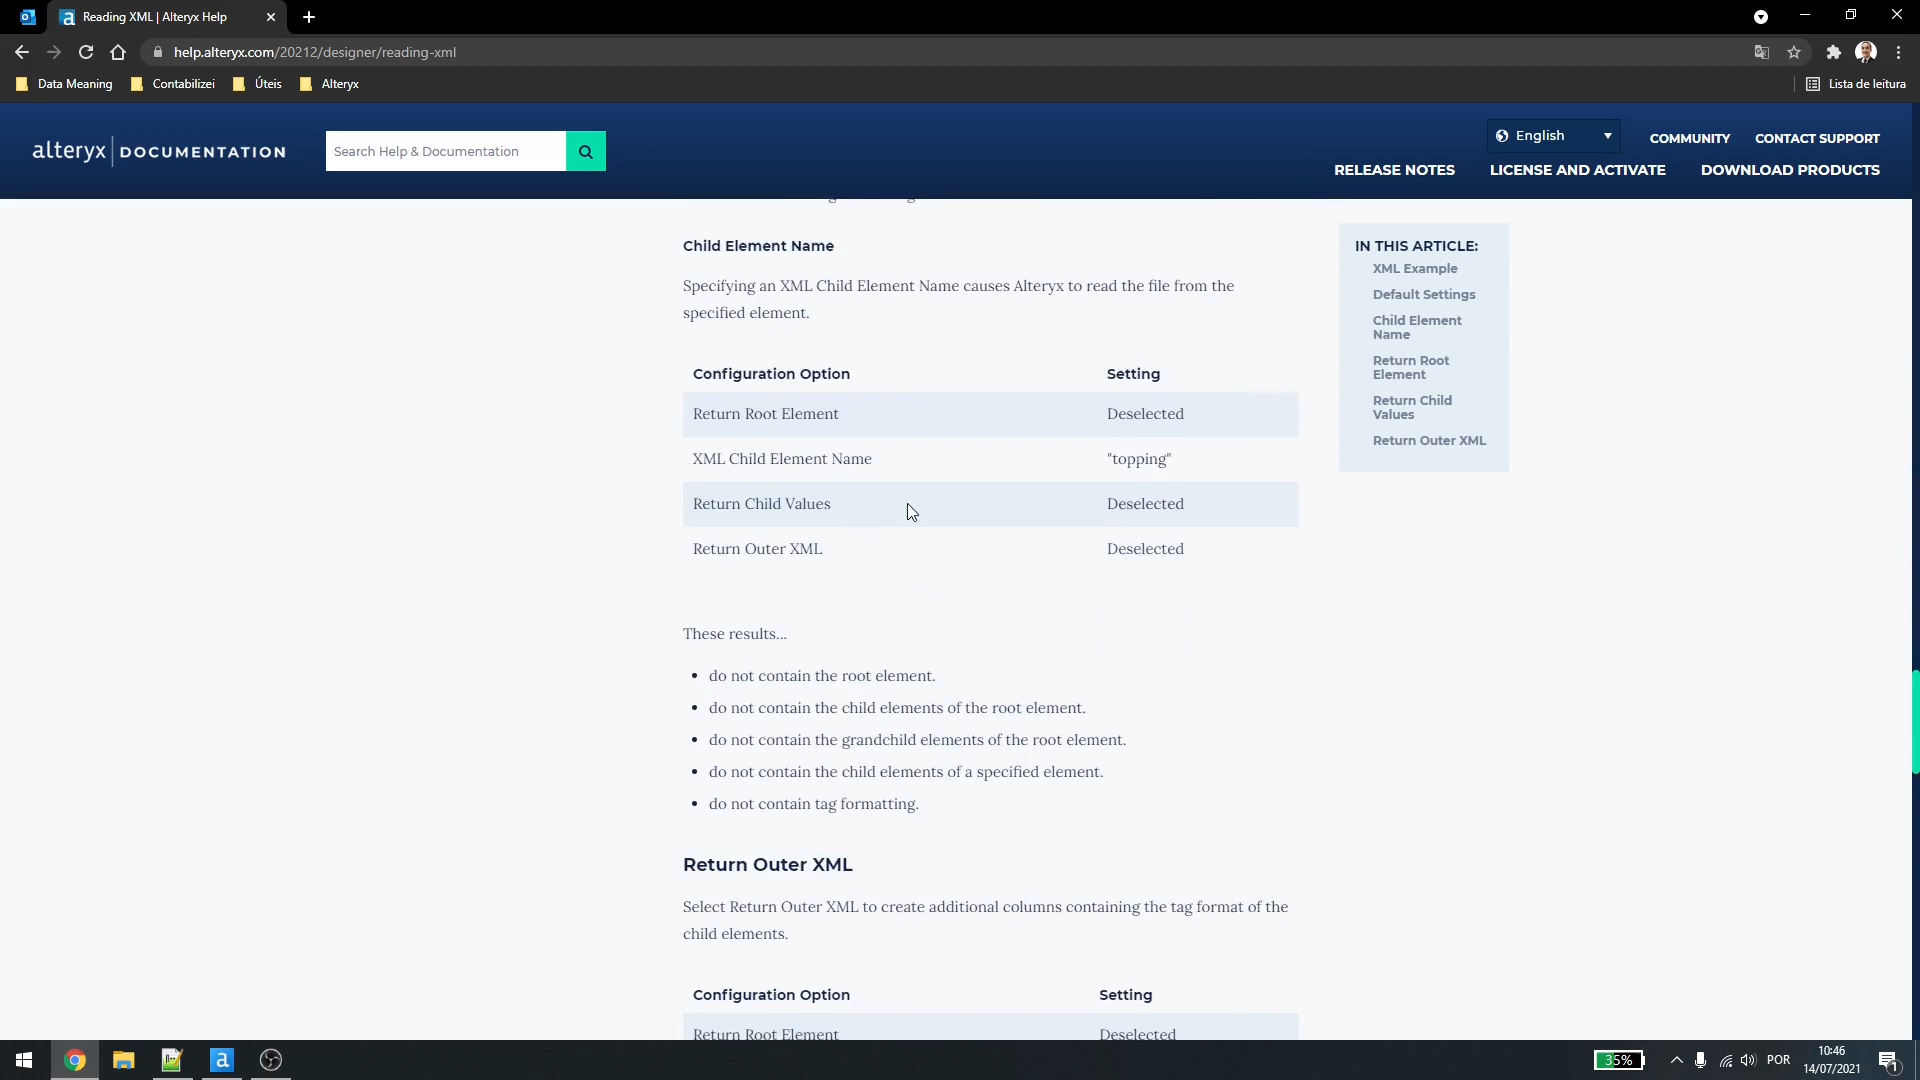 Reading XML | Alteryx Help
help.alteryx.com/20212/designer/reading-xml
Data Meaning
Contabilizei
Úteis
Alteryx
Lista de leitura
alteryx DOCUMENTATION
Search Help & Documentation
English
COMMUNITY
CONTACT SUPPORT
RELEASE NOTES
LICENSE AND ACTIVATE
DOWNLOAD PRODUCTS
Child Element Name
Specifying an XML Child Element Name causes Alteryx to read the file from the
specified element.
Configuration Option Setting
Return Root Element Deselected
XML Child Element Name "topping"
Return Child Values Deselected
Return Outer XML Deselected
These results...
• do not contain the root element.
• do not contain the child elements of the root element.
• do not contain the grandchild elements of the root element.
• do not contain the child elements of a specified element.
• do not contain tag formatting.
Return Outer XML
Select Return Outer XML to create additional columns containing the tag format of the
child elements.
Configuration Option Setting
Return Root Element Deselected
IN THIS ARTICLE:
XML Example
Default Settings
Child Element
Name
Return Root
Element
Return Child
Values
Return Outer XML
35%
POR
10:46
14/07/2021
1